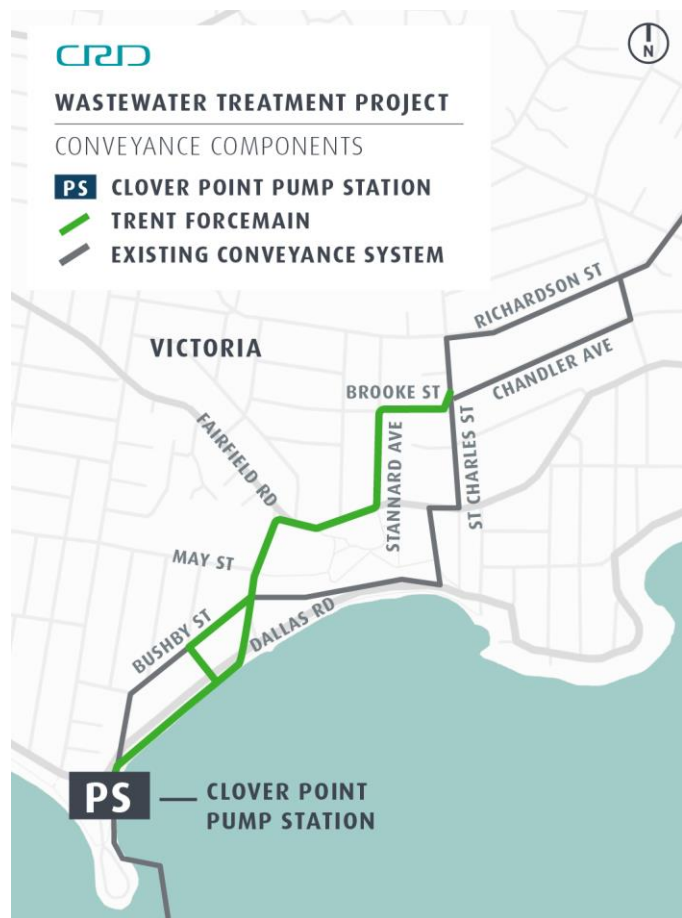 CRD
N
WASTEWATER TREATMENT PROJECT
CONVEYANCE COMPONENTS
PS CLOVER POINT PUMP STATION
TRENT FORCEMAIN
EXISTING CONVEYANCE SYSTEM
RICHARDSON ST
VICTORIA
CHANDLER AVE
BROOKE ST
FAIRFIELD RD
STANNARD AVE
ST CHARLES ST
MAY ST
DALLAS RD
BUSHBY ST
PS
CLOVER POINT
PUMP STATION